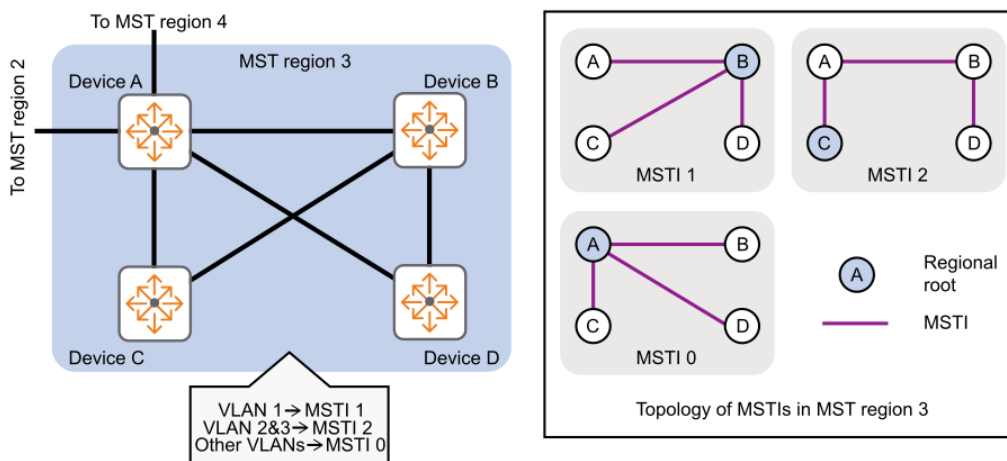 To MST region 4
MST region 3
Device A
Device B
To MST region 2
Device C
Device D
VLAN 1→MSTI 1
VLAN 2&3→MSTI 2
Other VLANs→MSTI 0
A
B
C
D
MSTI 1
A
B
C
D
MSTI 2
A
B
C
D
MSTI 0
A
Regional
root
MSTI
Topology of MSTIs in MST region 3